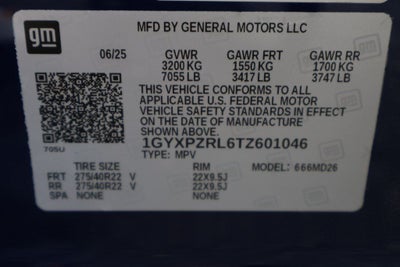 gm
MFD BY GENERAL MOTORS LLC
06/25 GVWR GAWR FRT GAWR RR
3200 KG 1550 KG 1700 KG
7055 LB 3417 LB 3747 LB
THIS VEHICLE CONFORMS TO ALL
APPLICABLE U.S. FEDERAL MOTOR
VEHICLE SAFETY STANDARDS IN EFFECT
ON THE DATE OF MANUFACTURE
SHOWN ABOVE.
705U 1GYXPZRL6TZ601046
TYPE: MPV
TIRE SIZE RIM MODEL: 666MD26
FRT 275/40R22 V 22X9.5J
RR 275/40R22 V 22X9.5J
SPA NONE NONE